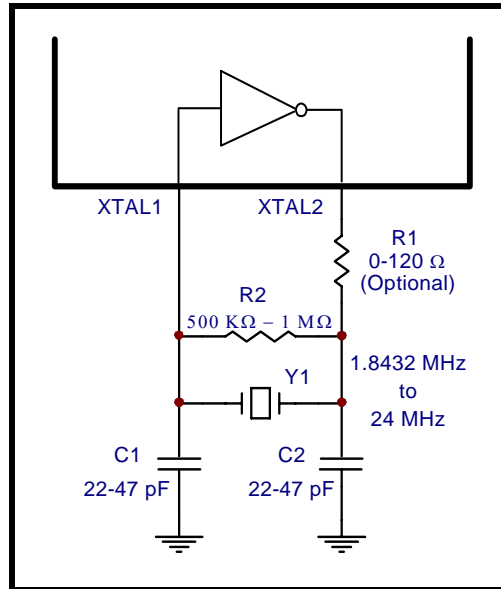 XTAL1
XTAL2
R1
0-120 Ω
(Optional)
R2
500 KΩ – 1 MΩ
Y1
1.8432 MHz
to
24 MHz
C1
22-47 pF
C2
22-47 pF